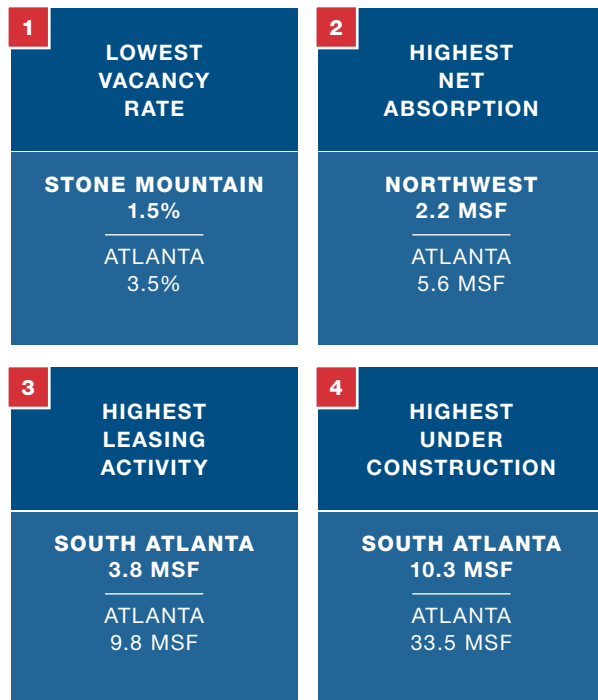 1
LOWEST
VACANCY
RATE
STONE MOUNTAIN
1.5%
ATLANTA
3.5%
2
HIGHEST
NET
ABSORPTION
NORTHWEST
2.2 MSF
ATLANTA
5.6 MSF
3
HIGHEST
LEASING
ACTIVITY
SOUTH ATLANTA
3.8 MSF
ATLANTA
9.8 MSF
4
HIGHEST
UNDER
CONSTRUCTION
SOUTH ATLANTA
10.3 MSF
ATLANTA
33.5 MSF